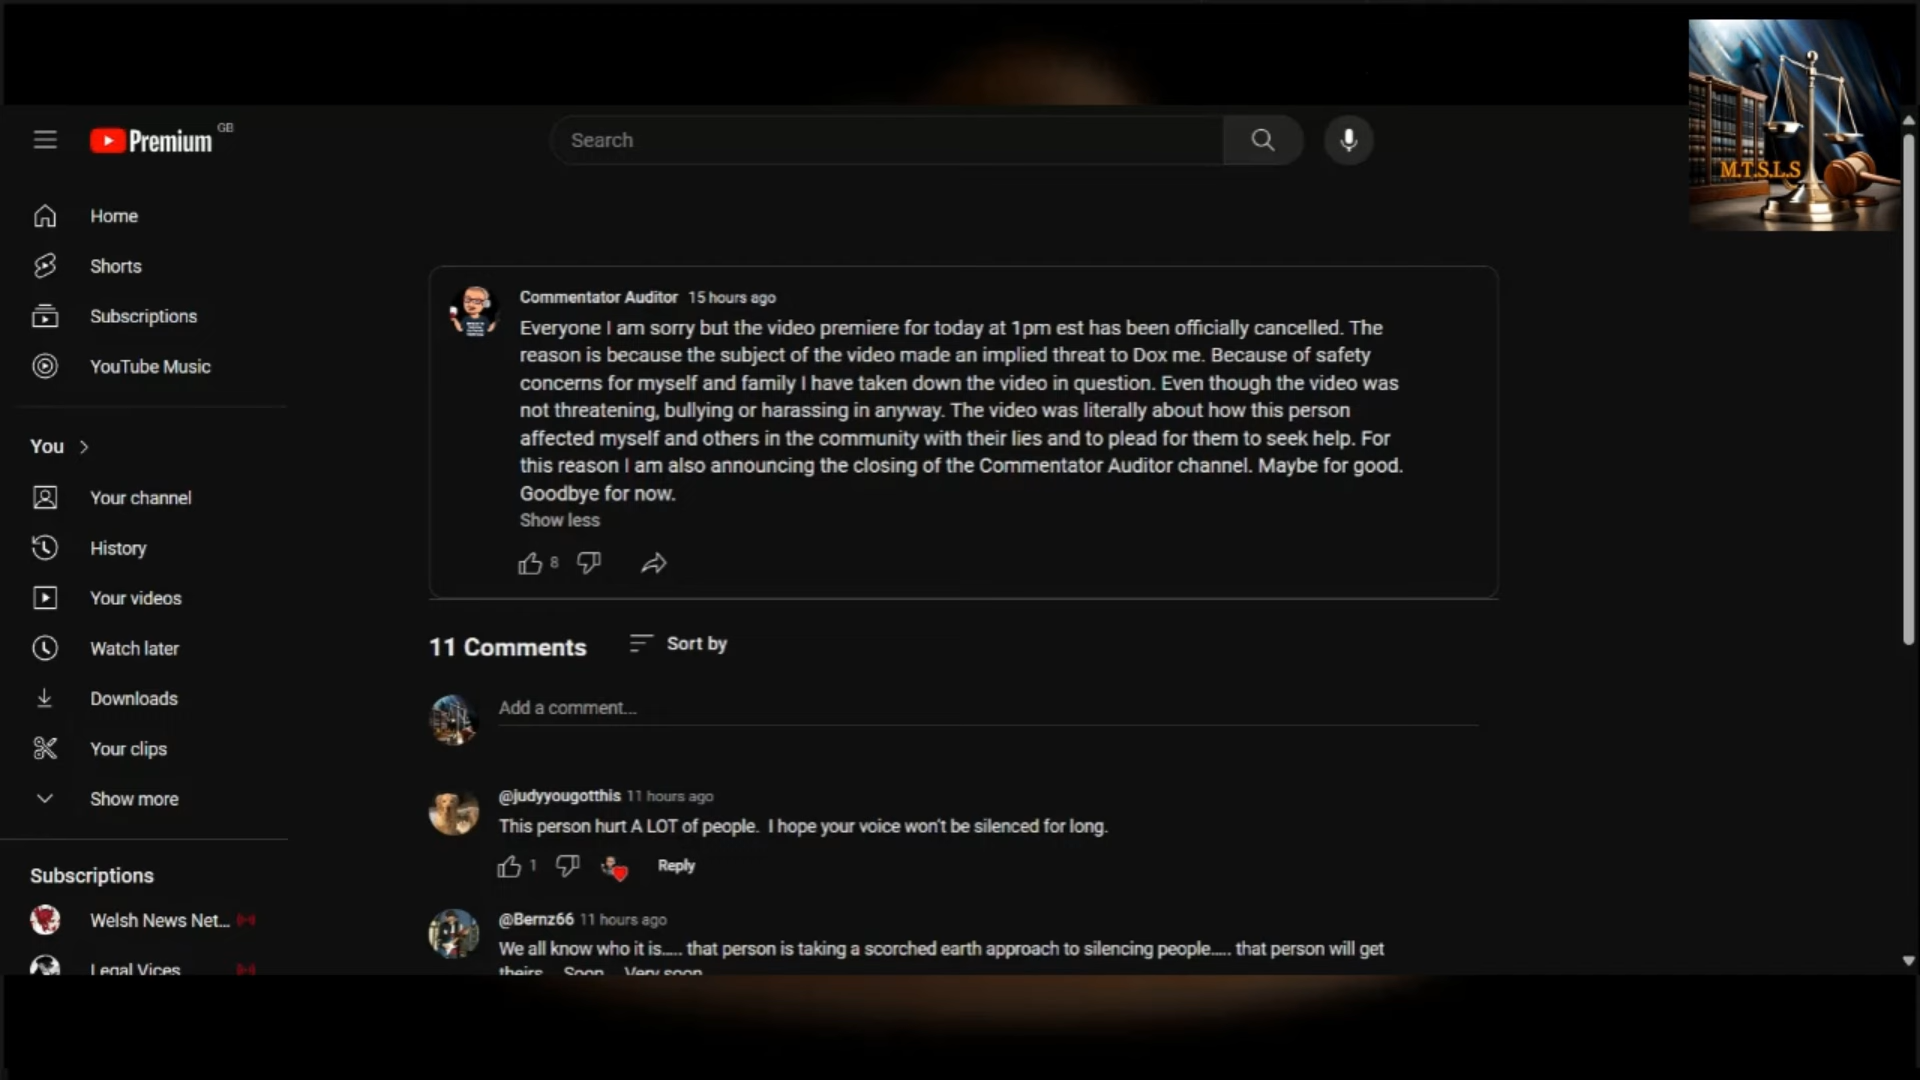 Premium GB
Search
M.T.S.L.S
Home
Shorts
Subscriptions
YouTube Music
You
Your channel
History
Your videos
Watch later
Downloads
Your clips
Show more
Subscriptions
Welsh News Net...
Legal Vices
Commentator Auditor 15 hours ago
Everyone I am sorry but the video premiere for today at 1pm est has been officially cancelled. The
reason is because the subject of the video made an implied threat to Dox me. Because of safety
concerns for myself and family I have taken down the video in question. Even though the video was
not threatening, bullying or harassing in anyway. The video was literally about how this person
affected myself and others in the community with their lies and to plead for them to seek help. For
this reason I am also announcing the closing of the Commentator Auditor channel. Maybe for good.
Goodbye for now.
Show less
8
11 Comments
Sort by
Add a comment...
@judyyougotthis 11 hours ago
This person hurt A LOT of people. I hope your voice won't be silenced for long.
1
Reply
@Bernz66 11 hours ago
We all know who it is..... that person is taking a scorched earth approach to silencing people..... that person will get
theirs... Soon... Very soon